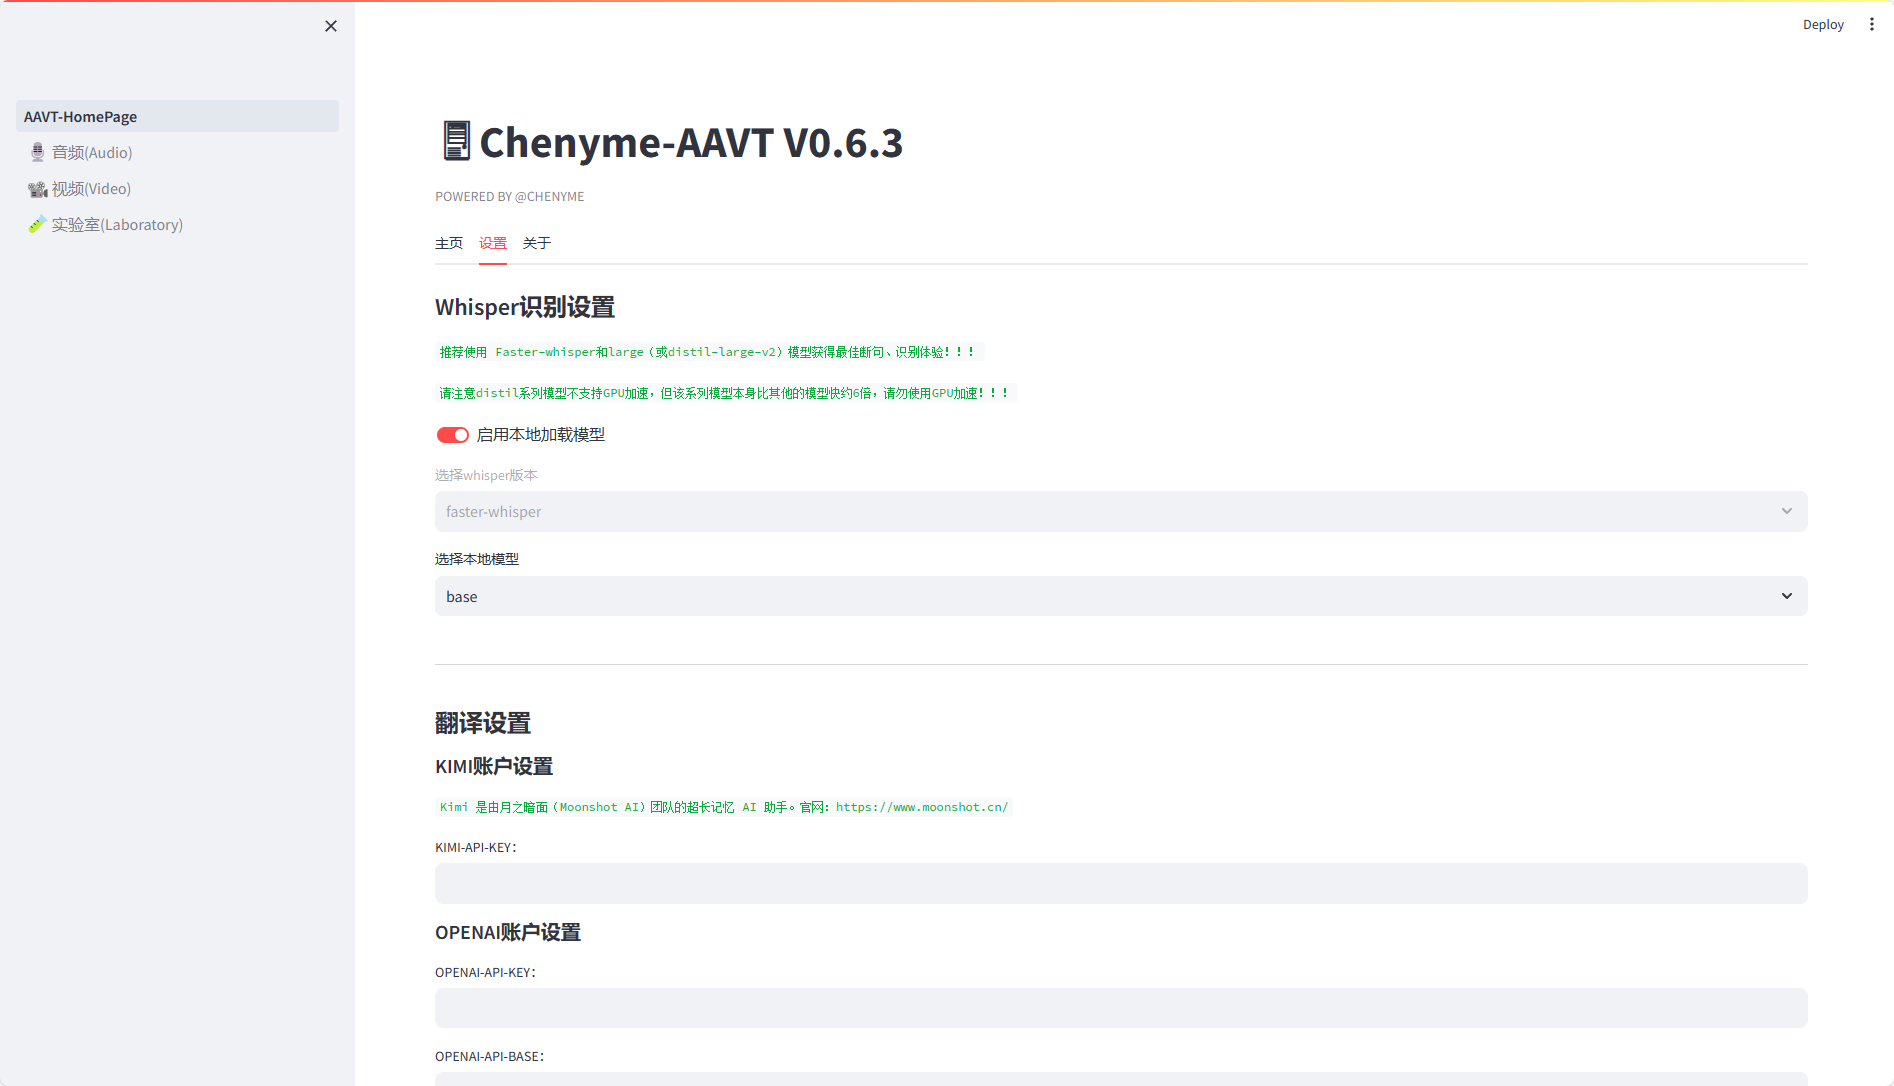 Deploy
AAVT-HomePage
音频(Audio)
视频(Video)
实验室(Laboratory)
Chenyme-AAVT V0.6.3
POWERED BY @CHENYME
主页 设置 关于
Whisper识别设置
推荐使用 Faster-whisper和large（或distil-large-v2）模型获得最佳断句、识别体验！！！
请注意distil系列模型不支持GPU加速，但该系列模型本身比其他的模型快约6倍，请勿使用GPU加速！！！
启用本地加载模型
选择whisper版本
faster-whisper
选择本地模型
base
翻译设置
KIMI账户设置
Kimi 是由月之暗面（Moonshot AI）团队的超长记忆 AI 助手。官网：https://www.moonshot.cn/
KIMI-API-KEY：
OPENAI账户设置
OPENAI-API-KEY：
OPENAI-API-BASE：